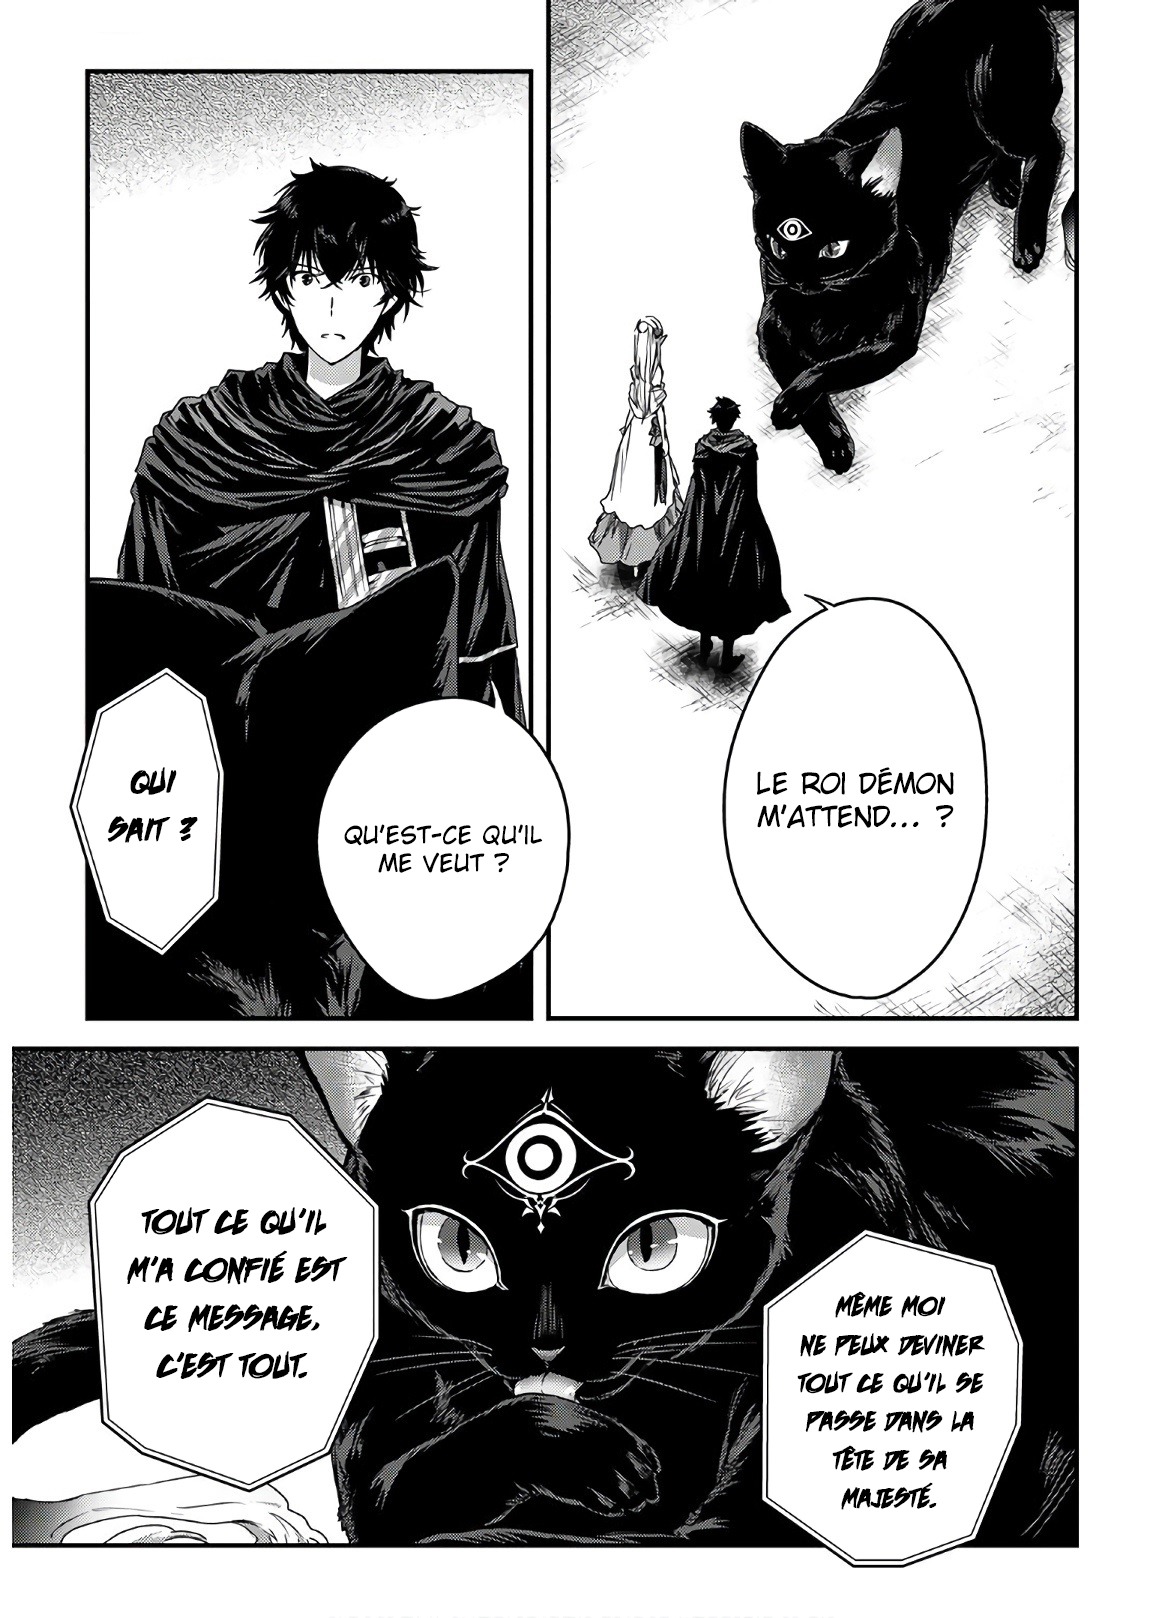 LE ROI DÉMON
M'ATTEND... ?
QU'EST-CE QU'IL
ME VEUT ?
QUI
SAIT ?
MÊME MOI
NE PEUX DEVINER
TOUT CE QU'IL SE
PASSE DANS LA
TÊTE DE SA
MAJESTÉ.
TOUT CE QU'IL
M'A CONFIÉ EST
CE MESSAGE,
C'EST TOUT.